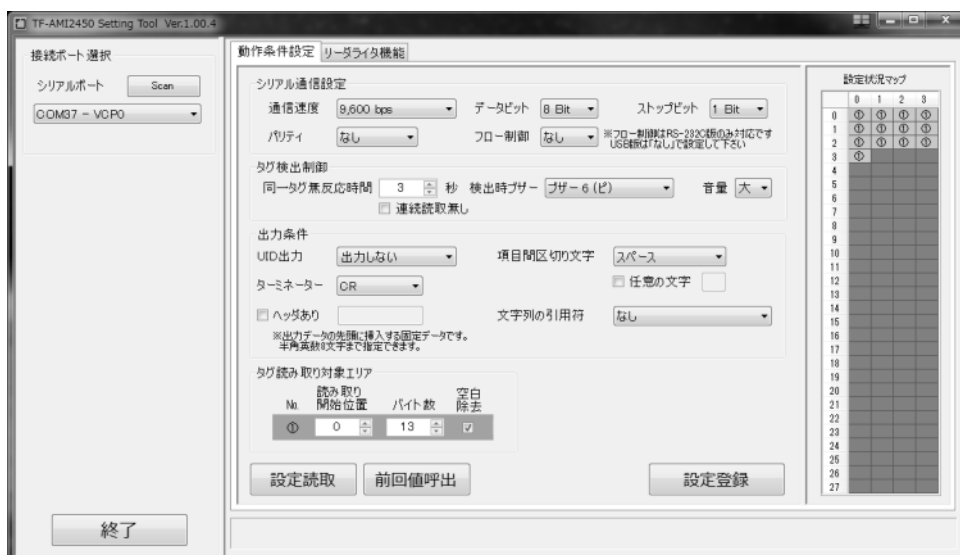 TF-AMI2450 Setting Tool Ver.1.00.4
接続ポート選択
シリアルポート Scan
COM37 - VCP0
終了
動作条件設定 リーダライタ機能
シリアル通信設定
通信速度 9,600 bps データビット 8 Bit ストップビット 1 Bit
パリティ なし フロー制御 なし ※フロー制御はRS-232C版のみ対応です
USB版は「なし」で設定して下さい
タグ検出制御
同一タグ無反応時間 3 秒 検出時ブザー ブザー6(ピ) 音量 大
連続読取無し
出力条件
UID出力 出力しない 項目間区切り文字 スペース
ターミネーター CR 任意の文字
ヘッダあり 文字列の引用符 なし
※出力データの先頭に挿入する固定データです。
半角英数8文字まで指定できます。
タグ読み取り対象エリア
No. 読み取り開始位置 バイト数 空白除去
① 0 13
設定読取 前回値呼出 設定登録
設定状況マップ
0 1 2 3
0 ① ① ① ①
1 ① ① ① ①
2 ① ① ① ①
3 ①
4
5
6
7
8
9
10
11
12
13
14
15
16
17
18
19
20
21
22
23
24
25
26
27